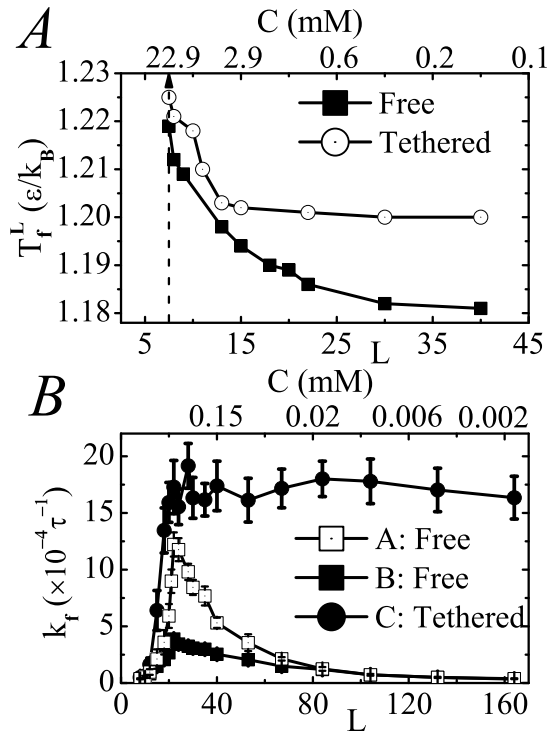 A
C (mM)
22.9 2.9 0.6 0.2 0.1
1.23
1.22
1.21
1.20
1.19
1.18
T_f^L (ε/k_B)
Free
Tethered
5 15 25 35 45
L
B
C (mM)
0.15 0.02 0.006 0.002
20
15
10
5
0
k_f (×10⁻⁴τ⁻¹)
A: Free
B: Free
C: Tethered
0 40 80 120 160
L